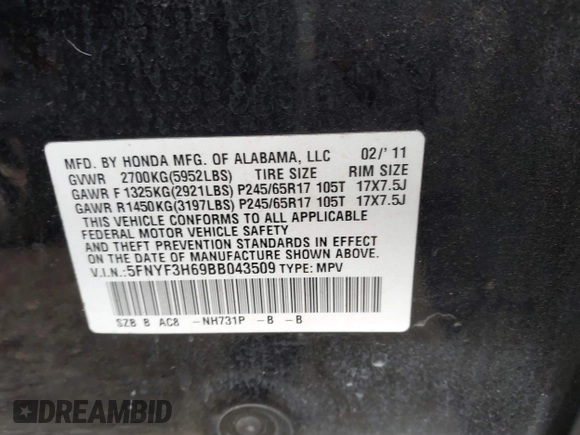 MFD. BY HONDA MFG. OF ALABAMA, LLC 02/'11
GVWR 2700KG(5952LBS) TIRE SIZE RIM SIZE
GAWR F 1325KG(2921LBS) P245/65R17 105T 17X7.5J
GAWR R1450KG(3197LBS) P245/65R17 105T 17X7.5J
THIS VEHICLE CONFORMS TO ALL APPLICABLE
FEDERAL MOTOR VEHICLE SAFETY
AND THEFT PREVENTION STANDARDS IN EFFECT
ON THE DATE OF MANUFACTURE SHOWN ABOVE.
V.I.N.:5FNYF3H69BB043509 TYPE: MPV
SZB B AC8 -NH731P -B -B
DREAMBID